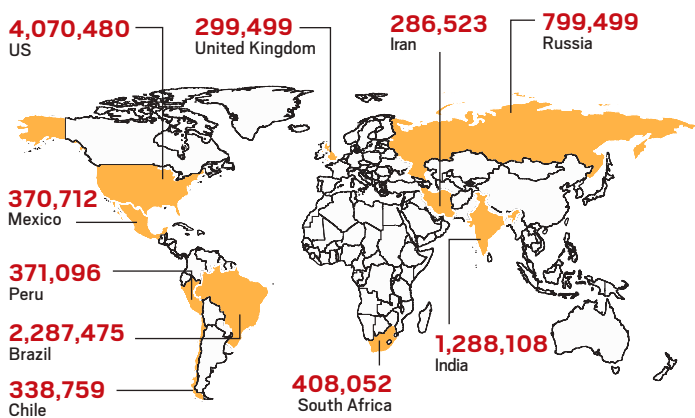 4,070,480
US
299,499
United Kingdom
286,523
Iran
799,499
Russia
370,712
Mexico
371,096
Peru
2,287,475
Brazil
338,759
Chile
408,052
South Africa
1,288,108
India